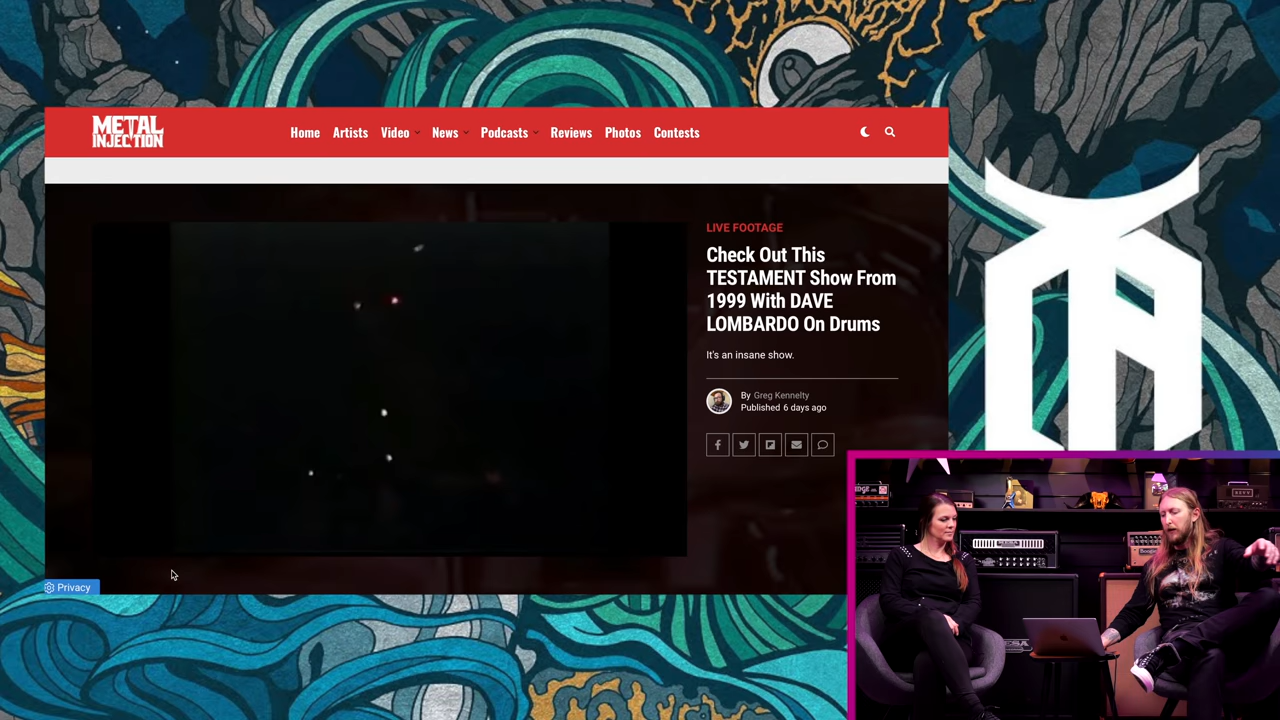 METAL
INJECTION
Home Artists Video News Podcasts Reviews Photos Contests
LIVE FOOTAGE
Check Out This
TESTAMENT Show From
1999 With DAVE
LOMBARDO On Drums
It's an insane show.
By Greg Kennelty
Published 6 days ago
Privacy